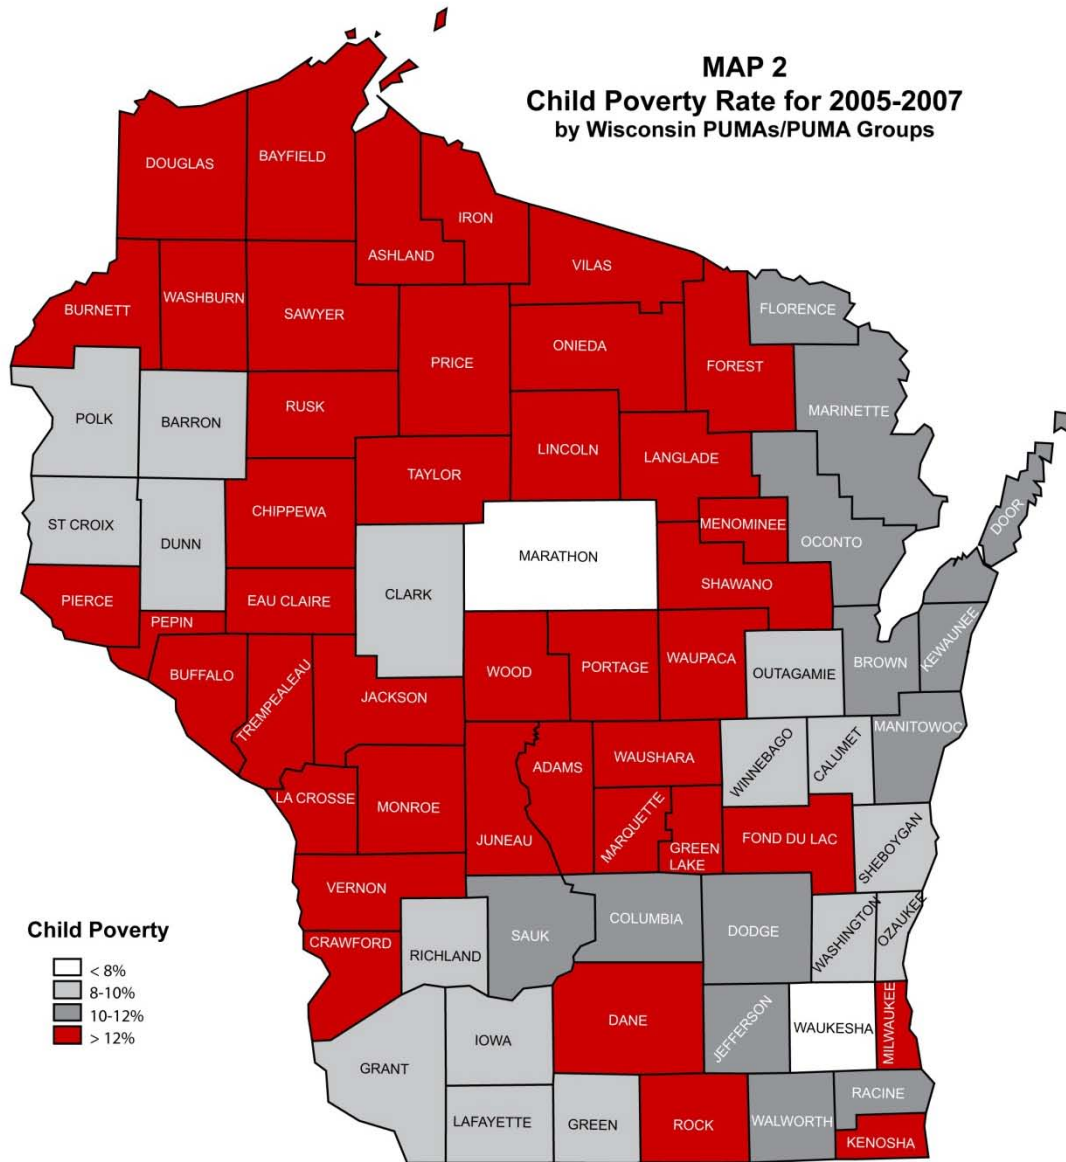 MAP 2
Child Poverty Rate for 2005-2007
by Wisconsin PUMAs/PUMA Groups
DOUGLAS
BAYFIELD
IRON
ASHLAND
VILAS
BURNETT
WASHBURN
SAWYER
FLORENCE
PRICE
ONIEDA
FOREST
POLK
BARRON
RUSK
MARINETTE
LINCOLN
LANGLADE
TAYLOR
ST CROIX
DUNN
CHIPPEWA
MENOMINEE
DOOR
MARATHON
OCONTO
SHAWANO
PIERCE
EAU CLAIRE
CLARK
PEPIN
BUFFALO
TREMPEALEAU
JACKSON
WOOD
PORTAGE
WAUPACA
OUTAGAMIE
BROWN
KEWAUNEE
MANITOWOC
WINNEBAGO
CALUMET
LA CROSSE
MONROE
JUNEAU
ADAMS
WAUSHARA
MARQUETTE
GREEN
LAKE
FOND DU LAC
SHEBOYGAN
VERNON
CRAWFORD
RICHLAND
SAUK
COLUMBIA
DODGE
WASHINGTON
OZAUKEE
Child Poverty
< 8%
8-10%
10-12%
> 12%
GRANT
IOWA
DANE
JEFFERSON
WAUKESHA
MILWAUKEE
LAFAYETTE
GREEN
ROCK
WALWORTH
RACINE
KENOSHA